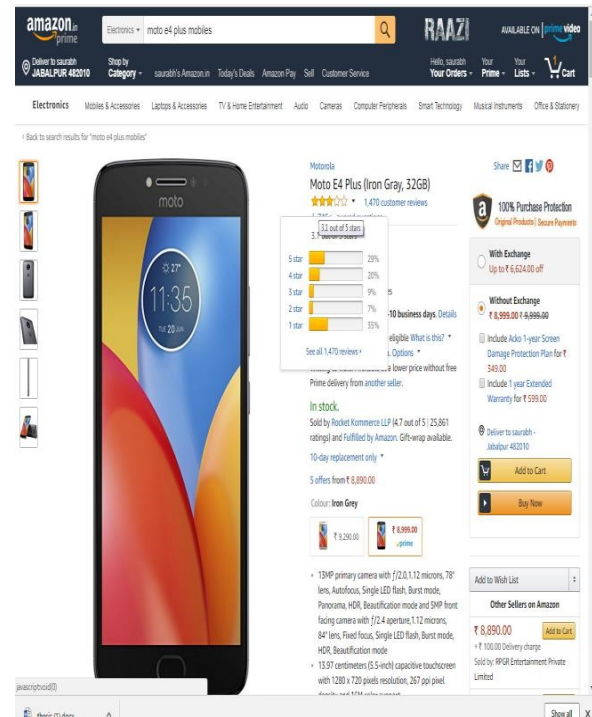 amazon.in
prime
Electronics
moto e4 plus mobiles
RAAZI
AVAILABLE ON prime video
Deliver to saurabh
JABALPUR 482010
Shop by
Category
saurabh's Amazon.in Today's Deals Amazon Pay Sell Customer Service
Hello, saurabh
Your Orders
Your
Prime
Your
Lists
1
Cart
Electronics Mobiles & Accessories Laptops & Accessories TV & Home Entertainment Audio Cameras Computer Peripherals Smart Technology Musical Instruments Office & Stationery
‹ Back to search results for "moto e4 plus mobiles"
moto
27°
11:35
TUE 20
Motorola
Moto E4 Plus (Iron Gray, 32GB)
1,470 customer reviews
3.2 out of 5 stars
5 star 29%
4 star 20%
3 star 9%
2 star 7%
1 star 35%
See all 1,470 reviews ›
-10 business days. Details
eligible What is this?
Options
a lower price without free
Prime delivery from another seller.
In stock.
Sold by Rocket Kommerce LLP (4.7 out of 5 | 25,861
ratings) and Fulfilled by Amazon. Gift-wrap available.
10-day replacement only
5 offers from ₹ 8,890.00
Colour: Iron Grey
₹ 9,290.00
₹ 8,999.00
prime
• 13MP primary camera with ƒ/2.0,1.12 microns, 78°
lens, Autofocus, Single LED flash, Burst mode,
Panorama, HDR, Beautification mode and 5MP front
facing camera with ƒ/2.4 aperture,1.12 microns,
84° lens, Fixed focus, Single LED flash, Burst mode,
HDR, Beautification mode
• 13.97 centimeters (5.5-inch) capacitive touchscreen
with 1280 x 720 pixels resolution, 267 ppi pixel
Share
a
100% Purchase Protection
Original Products | Secure Payments
With Exchange
Up to ₹ 6,624.00 off
Without Exchange
₹ 8,999.00 ₹ 9,999.00
Include Acko 1-year Screen
Damage Protection Plan for ₹
349.00
Include 1 year Extended
Warranty for ₹ 599.00
Deliver to saurabh -
Jabalpur 482010
Add to Cart
Buy Now
Add to Wish List
Other Sellers on Amazon
₹ 8,890.00
Add to Cart
+ ₹ 100.00 Delivery charge
Sold by: RPGR Entertainment Private
Limited
javascript:void(0)
Show all X